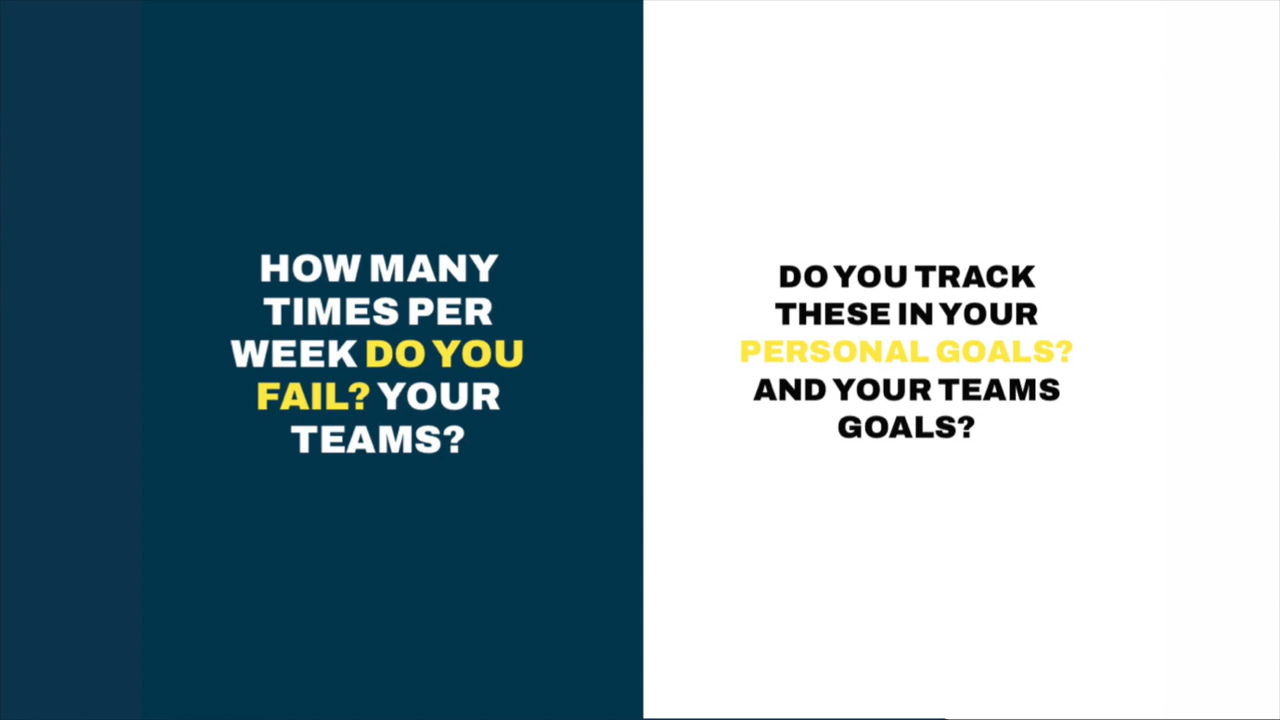 HOW MANY
TIMES PER
WEEK DO YOU
FAIL? YOUR
TEAMS?
DO YOU TRACK
THESE IN YOUR
PERSONAL GOALS?
AND YOUR TEAMS
GOALS?